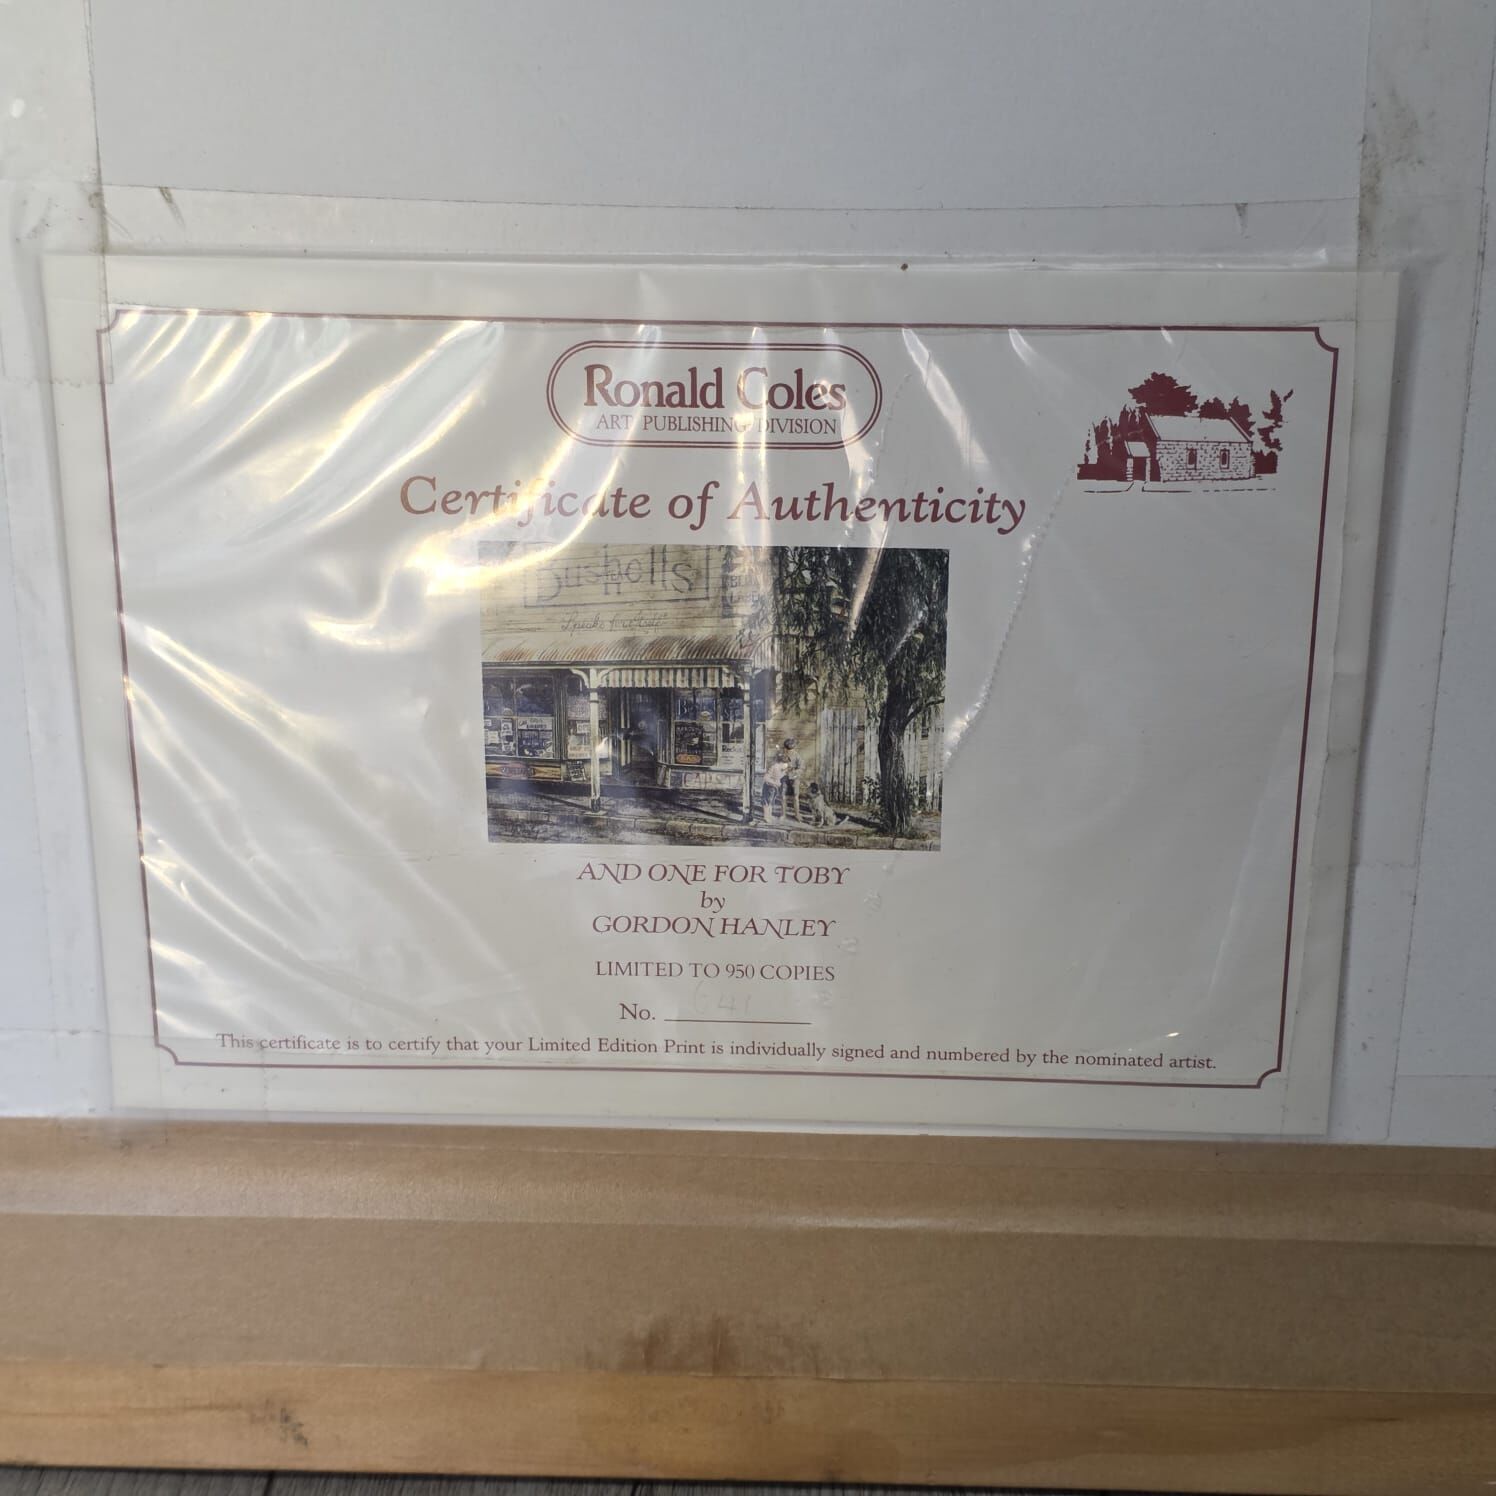 Ronald Coles
ART PUBLISHING DIVISION
Certificate of Authenticity
Bushells
AND ONE FOR TOBY
by
GORDON HANLEY
LIMITED TO 950 COPIES
No. 641
This certificate is to certify that your Limited Edition Print is individually signed and numbered by the nominated artist.